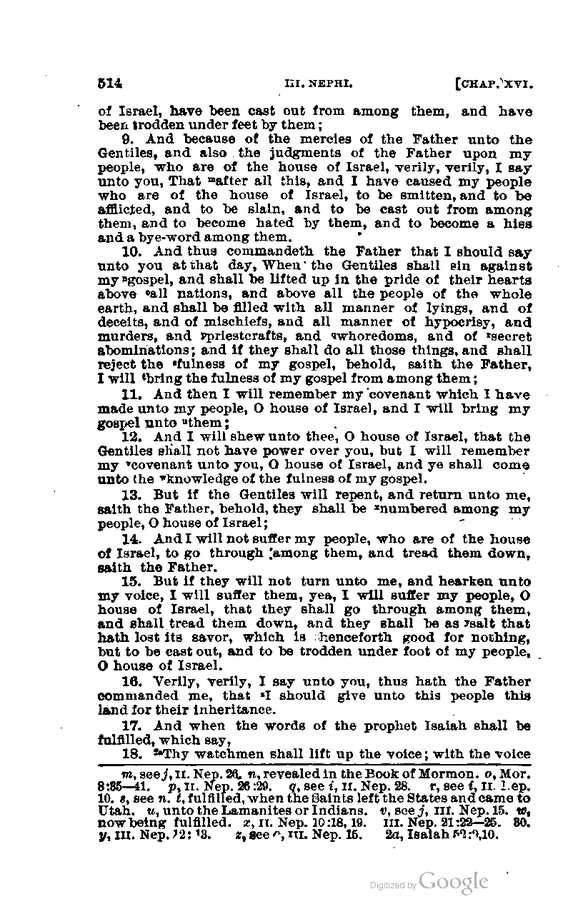 514 III. NEPHI. [CHAP. XVI.
of Israel, have been cast out from among them, and have
been trodden under feet by them;
9. And because of the mercies of the Father unto the
Gentiles, and also the judgments of the Father upon my
people, who are of the house of Israel, verily, verily, I say
unto you, That ᵐafter all this, and I have caused my people
who are of the house of Israel, to be smitten, and to be
afflicted, and to be slain, and to be cast out from among
them, and to become hated by them, and to become a hiss
and a bye-word among them.
10. And thus commandeth the Father that I should say
unto you at that day, When the Gentiles shall sin against
my ⁿgospel, and shall be lifted up in the pride of their hearts
above ᵒall nations, and above all the people of the whole
earth, and shall be filled with all manner of lyings, and of
deceits, and of mischiefs, and all manner of hypocrisy, and
murders, and ᵖpriestcrafts, and qwhoredoms, and of ʳsecret
abominations; and if they shall do all those things, and shall
reject the ˢfulness of my gospel, behold, saith the Father,
I will ᵗbring the fulness of my gospel from among them;
11. And then I will remember my covenant which I have
made unto my people, O house of Israel, and I will bring my
gospel unto ᵘthem;
12. And I will shew unto thee, O house of Israel, that the
Gentiles shall not have power over you, but I will remember
my ᵛcovenant unto you, O house of Israel, and ye shall come
unto the ʷknowledge of the fulness of my gospel.
13. But if the Gentiles will repent, and return unto me,
saith the Father, behold, they shall be ˣnumbered among my
people, O house of Israel;
14. And I will not suffer my people, who are of the house
of Israel, to go through among them, and tread them down,
saith the Father.
15. But if they will not turn unto me, and hearken unto
my voice, I will suffer them, yea, I will suffer my people, O
house of Israel, that they shall go through among them,
and shall tread them down, and they shall be as ʸsalt that
hath lost its savor, which is henceforth good for nothing,
but to be cast out, and to be trodden under foot of my people,
O house of Israel.
16. Verily, verily, I say unto you, thus hath the Father
commanded me, that ᶻI should give unto this people this
land for their inheritance.
17. And when the words of the prophet Isaiah shall be
fulfilled, which say,
18. ²ᵃThy watchmen shall lift up the voice; with the voice
m, see j, II. Nep. 26. n, revealed in the Book of Mormon. o, Mor.
8:35—41. p, II. Nep. 26:29. q, see i, II. Nep. 28. r, see i, II. Nep.
10. s, see n. t, fulfilled, when the Saints left the States and came to
Utah. u, unto the Lamanites or Indians. v, see j, III. Nep. 15. w,
now being fulfilled. x, II. Nep. 10:18, 19. III. Nep. 21:22—25. 30.
y, III. Nep. 12:13. z, see III. Nep. 15. 2a, Isaiah 52: 10.
Digitized by Google